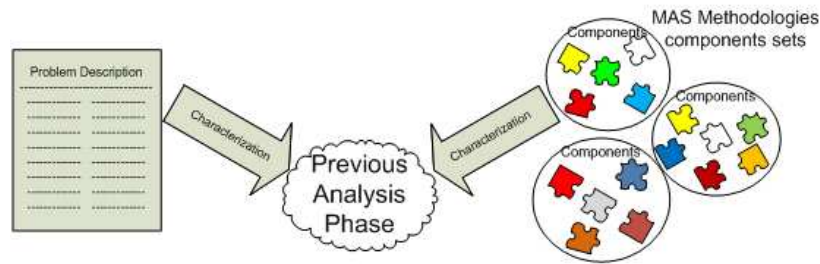 Problem Description
Characterization
Previous
Analysis
Phase
Characterization
MAS Methodologies
components sets
Components
Components
Components